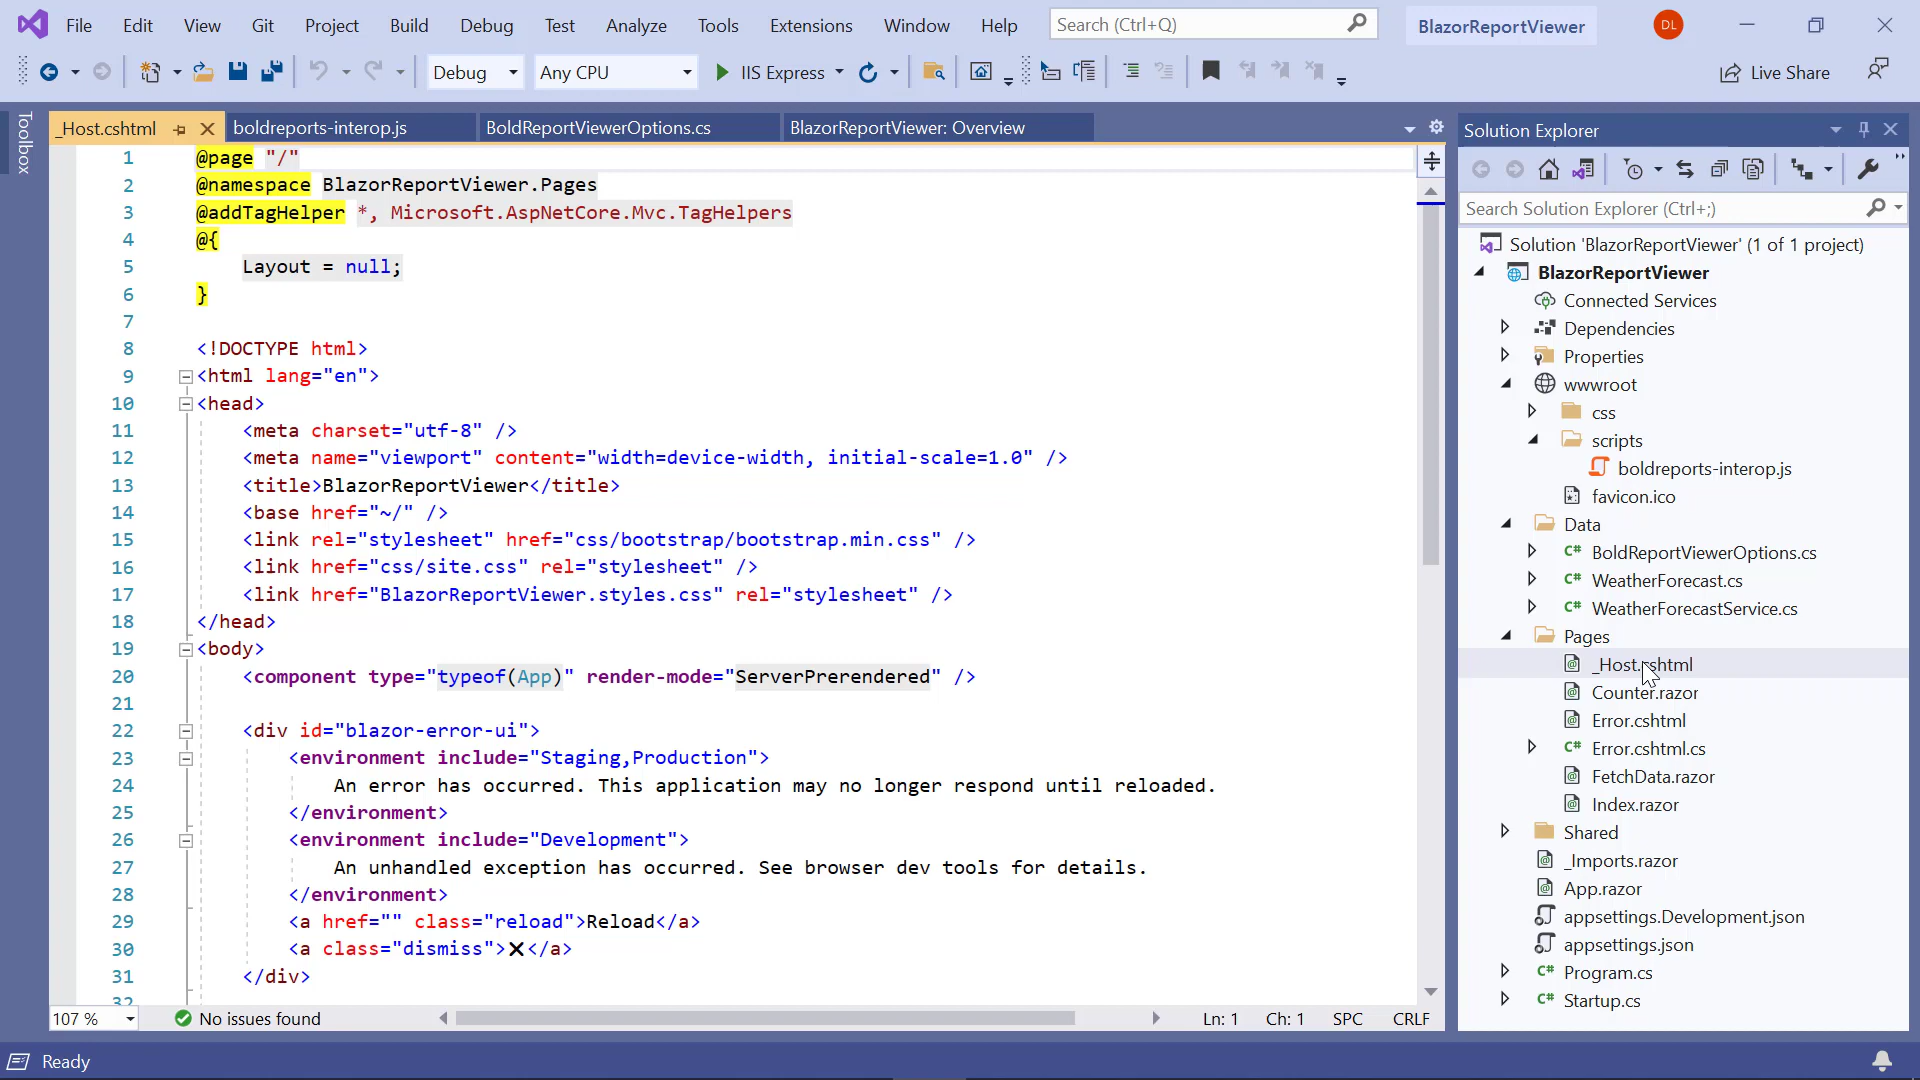 File Edit View Git Project Build Debug Test Analyze Tools Extensions Window Help Search (Ctrl+Q) BlazorReportViewer DL
Debug Any CPU IIS Express Live Share
Toolbox
_Host.cshtml boldreports-interop.js BoldReportViewerOptions.cs BlazorReportViewer: Overview
1 @page "/"
2 @namespace BlazorReportViewer.Pages
3 @addTagHelper *, Microsoft.AspNetCore.Mvc.TagHelpers
4 @{
5 Layout = null;
6 }
7
8 <!DOCTYPE html>
9 <html lang="en">
10 <head>
11 <meta charset="utf-8" />
12 <meta name="viewport" content="width=device-width, initial-scale=1.0" />
13 <title>BlazorReportViewer</title>
14 <base href="~/" />
15 <link rel="stylesheet" href="css/bootstrap/bootstrap.min.css" />
16 <link href="css/site.css" rel="stylesheet" />
17 <link href="BlazorReportViewer.styles.css" rel="stylesheet" />
18 </head>
19 <body>
20 <component type="typeof(App)" render-mode="ServerPrerendered" />
21
22 <div id="blazor-error-ui">
23 <environment include="Staging,Production">
24 An error has occurred. This application may no longer respond until reloaded.
25 </environment>
26 <environment include="Development">
27 An unhandled exception has occurred. See browser dev tools for details.
28 </environment>
29 <a href="" class="reload">Reload</a>
30 <a class="dismiss">🗙</a>
31 </div>
32
107 % No issues found Ln: 1 Ch: 1 SPC CRLF
Ready
Solution Explorer
Search Solution Explorer (Ctrl+;)
Solution 'BlazorReportViewer' (1 of 1 project)
BlazorReportViewer
Connected Services
Dependencies
Properties
wwwroot
css
scripts
boldreports-interop.js
favicon.ico
Data
C# BoldReportViewerOptions.cs
C# WeatherForecast.cs
C# WeatherForecastService.cs
Pages
_Host.cshtml
Counter.razor
Error.cshtml
C# Error.cshtml.cs
FetchData.razor
Index.razor
Shared
_Imports.razor
App.razor
appsettings.Development.json
appsettings.json
C# Program.cs
C# Startup.cs